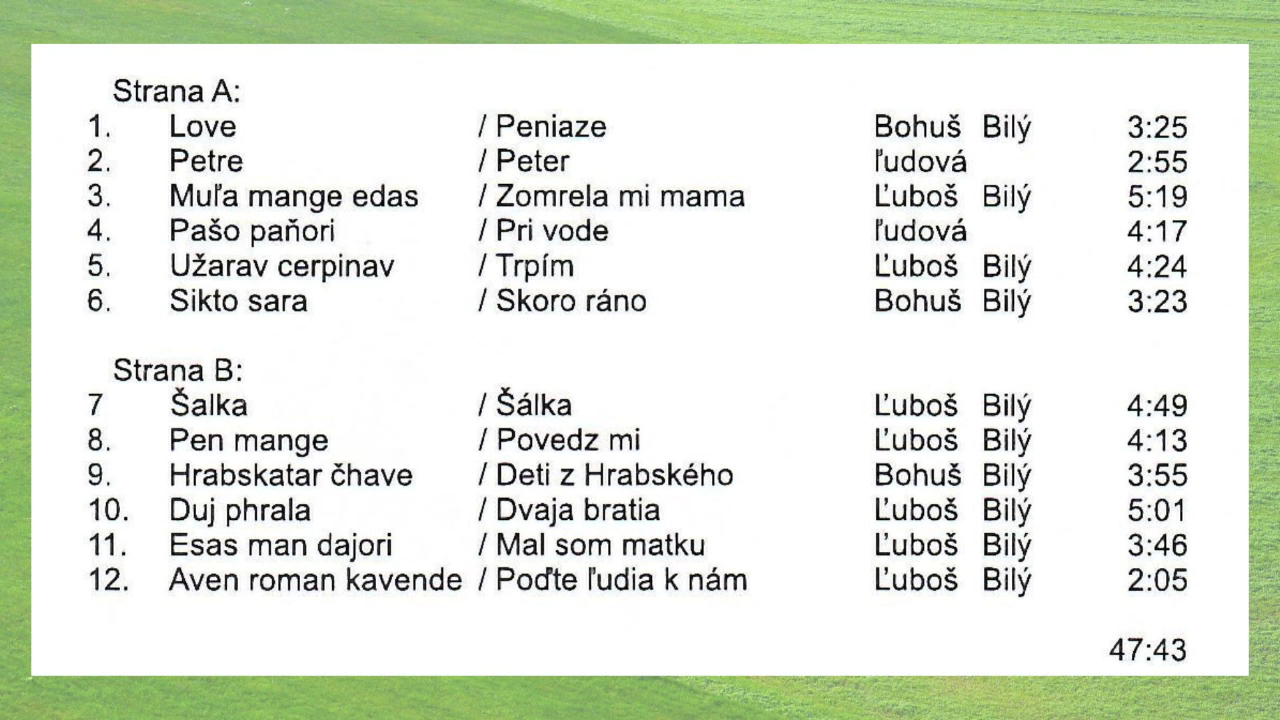 Strana A:
1. Love / Peniaze Bohuš Bilý 3:25
2. Petre / Peter ľudová 2:55
3. Muľa mange edas / Zomrela mi mama Ľuboš Bilý 5:19
4. Pašo paňori / Pri vode ľudová 4:17
5. Užarav cerpinav / Trpím Ľuboš Bilý 4:24
6. Sikto sara / Skoro ráno Bohuš Bilý 3:23
Strana B:
7 Šalka / Šálka Ľuboš Bilý 4:49
8. Pen mange / Povedz mi Ľuboš Bilý 4:13
9. Hrabskatar čhave / Deti z Hrabského Bohuš Bilý 3:55
10. Duj phrala / Dvaja bratia Ľuboš Bilý 5:01
11. Esas man dajori / Mal som matku Ľuboš Bilý 3:46
12. Aven roman kavende / Poďte ľudia k nám Ľuboš Bilý 2:05
47:43